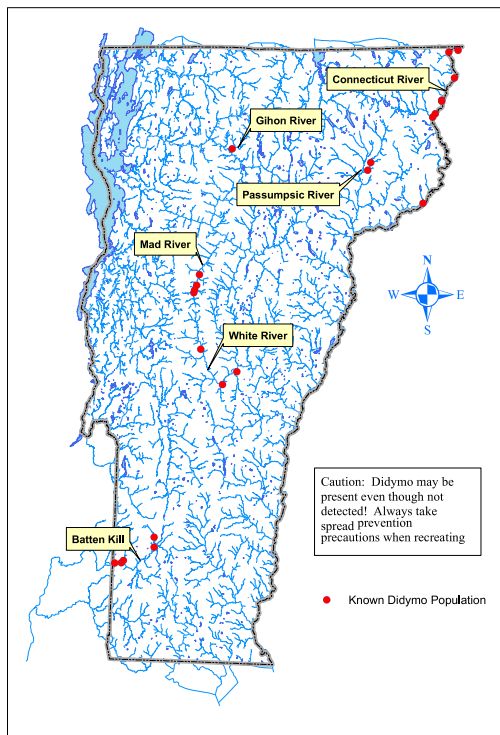 Connecticut River
Gihon River
Passumpsic River
Mad River
N
W E
S
White River
Caution: Didymo may be
present even though not
detected! Always take
spread prevention
precautions when recreating
Batten Kill
Known Didymo Population